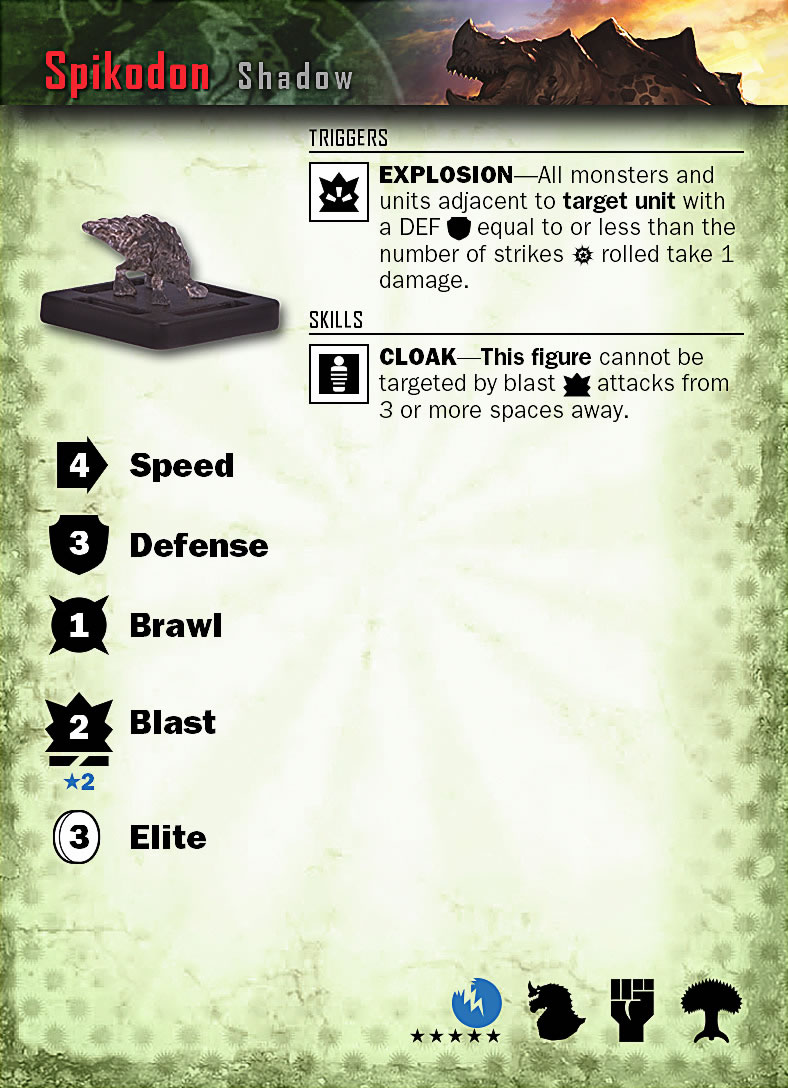 Spikodon Shadow
TRIGGERS
EXPLOSION—All monsters and
units adjacent to target unit with
a DEF equal to or less than the
number of strikes rolled take 1
damage.
SKILLS
CLOAK—This figure cannot be
targeted by blast attacks from
3 or more spaces away.
4 Speed
3 Defense
1 Brawl
2 Blast
★2
3 Elite
★★★★★